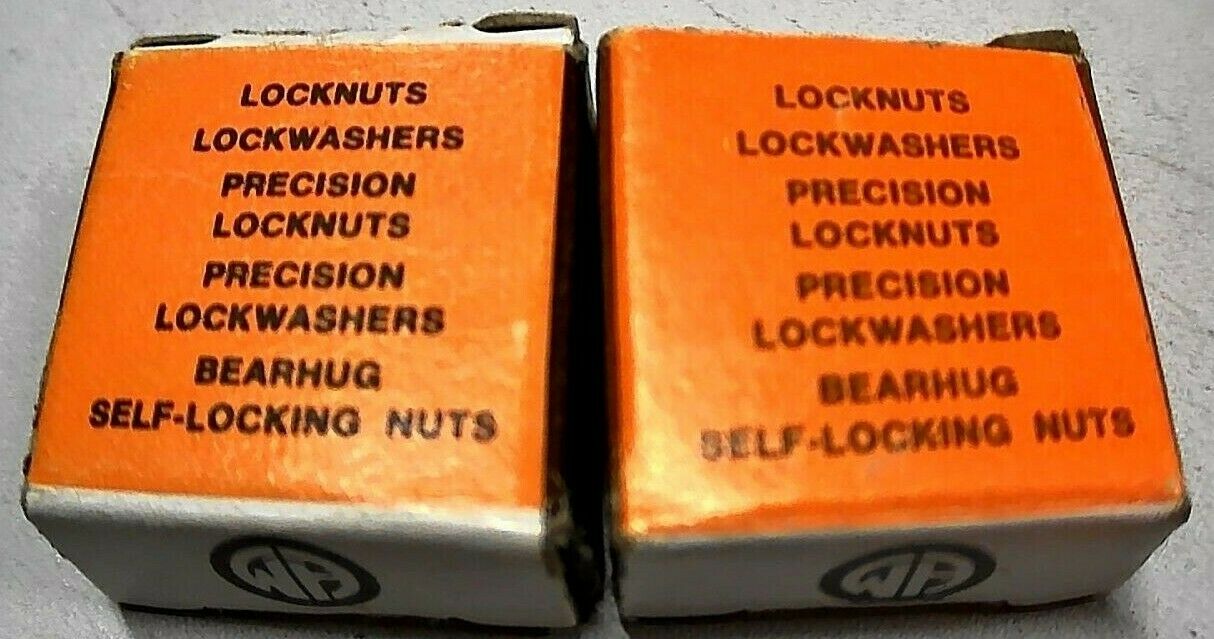 LOCKNUTS
LOCKWASHERS
PRECISION
LOCKNUTS
PRECISION
LOCKWASHERS
BEARHUG
SELF-LOCKING NUTS
WA
LOCKNUTS
LOCKWASHERS
PRECISION
LOCKNUTS
PRECISION
LOCKWASHERS
BEARHUG
SELF-LOCKING NUTS
WA